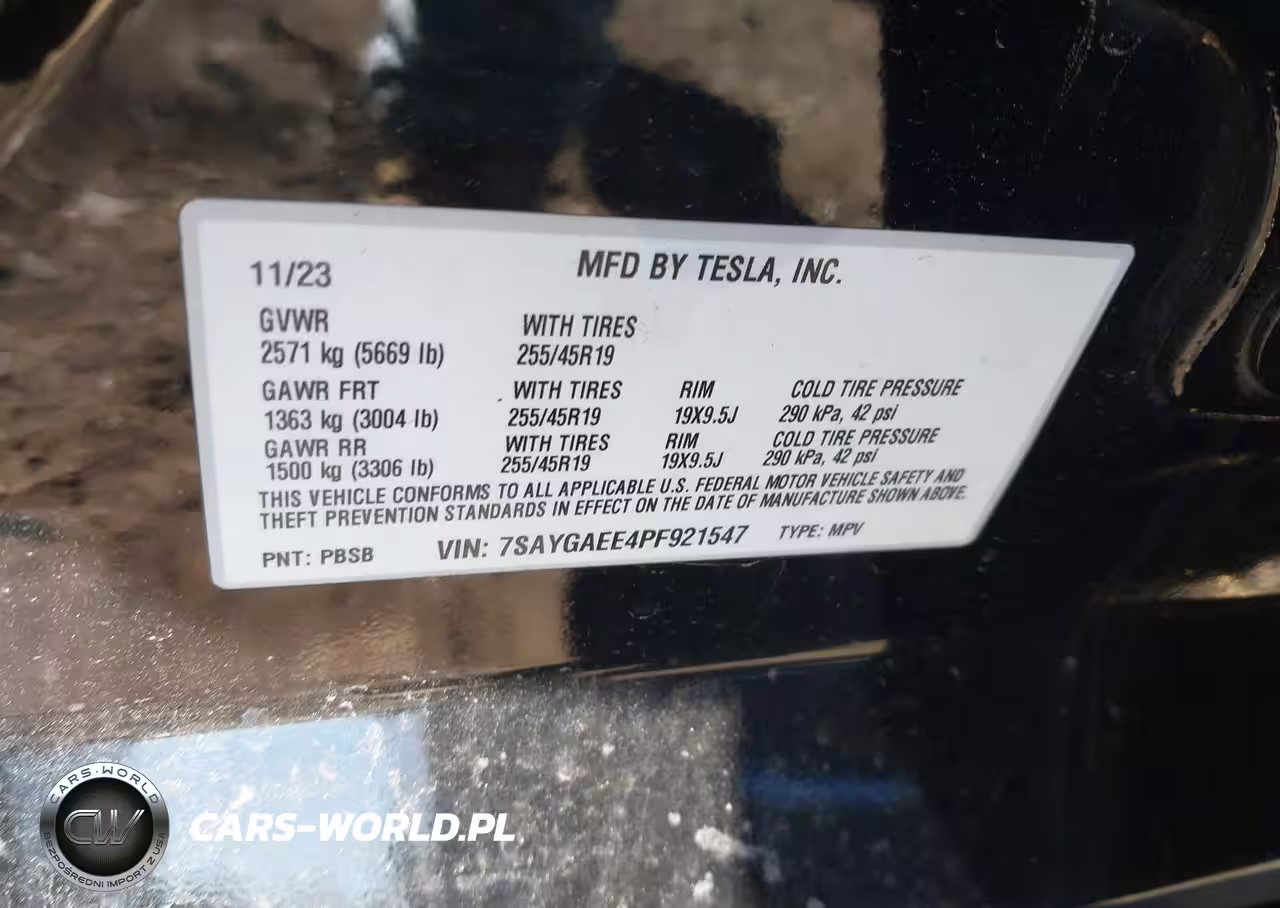 11/23 MFD BY TESLA, INC.
GVWR WITH TIRES
2571 kg (5669 lb) 255/45R19
GAWR FRT WITH TIRES RIM COLD TIRE PRESSURE
1363 kg (3004 lb) 255/45R19 19X9.5J 290 kPa, 42 psi
GAWR RR WITH TIRES RIM COLD TIRE PRESSURE
1500 kg (3306 lb) 255/45R19 19X9.5J 290 kPa, 42 psi
THIS VEHICLE CONFORMS TO ALL APPLICABLE U.S. FEDERAL MOTOR VEHICLE SAFETY AND
THEFT PREVENTION STANDARDS IN EFFECT ON THE DATE OF MANUFACTURE SHOWN ABOVE.
PNT: PBSB VIN: 7SAYGAEE4PF921547 TYPE: MPV
CARS-WORLD
CW
BEZPOŚREDNI IMPORT Z USA
CARS-WORLD.PL